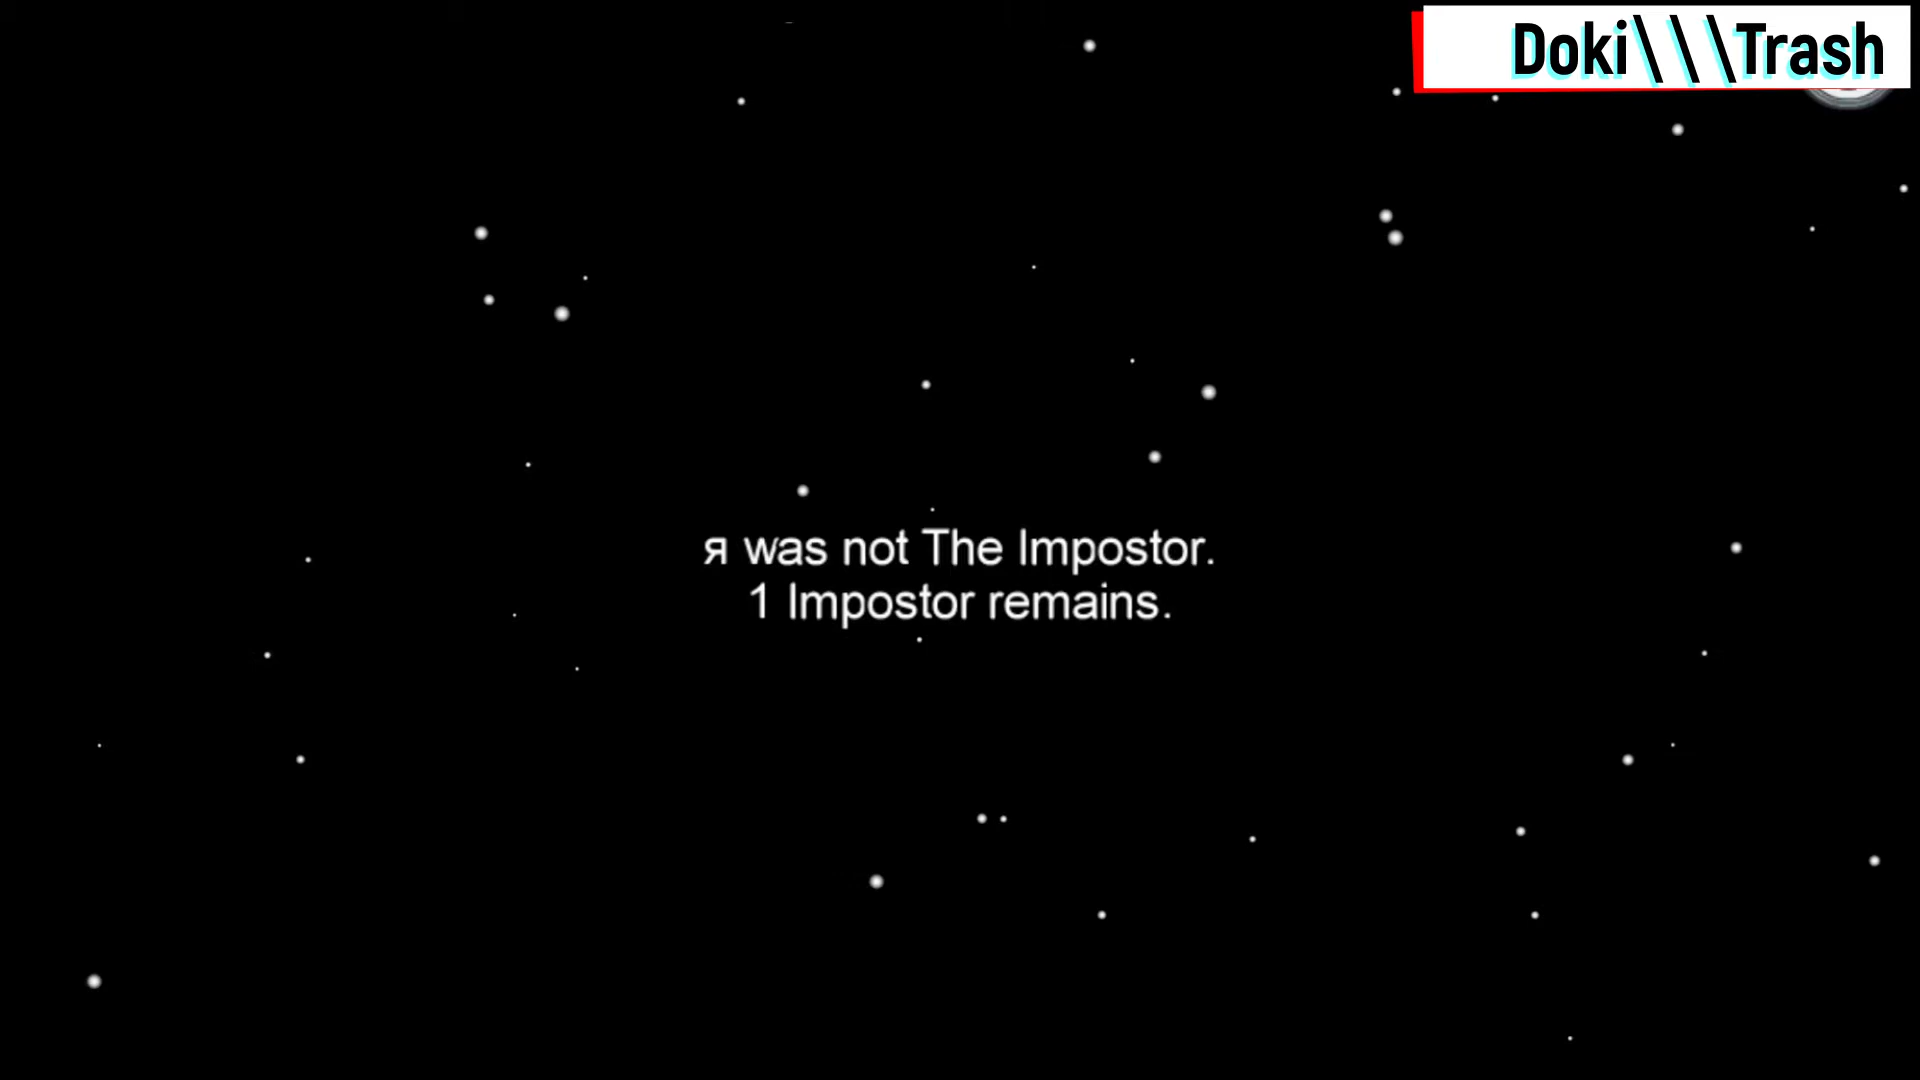 Doki\\\Trash
я was not The Impostor.
1 Impostor remains.